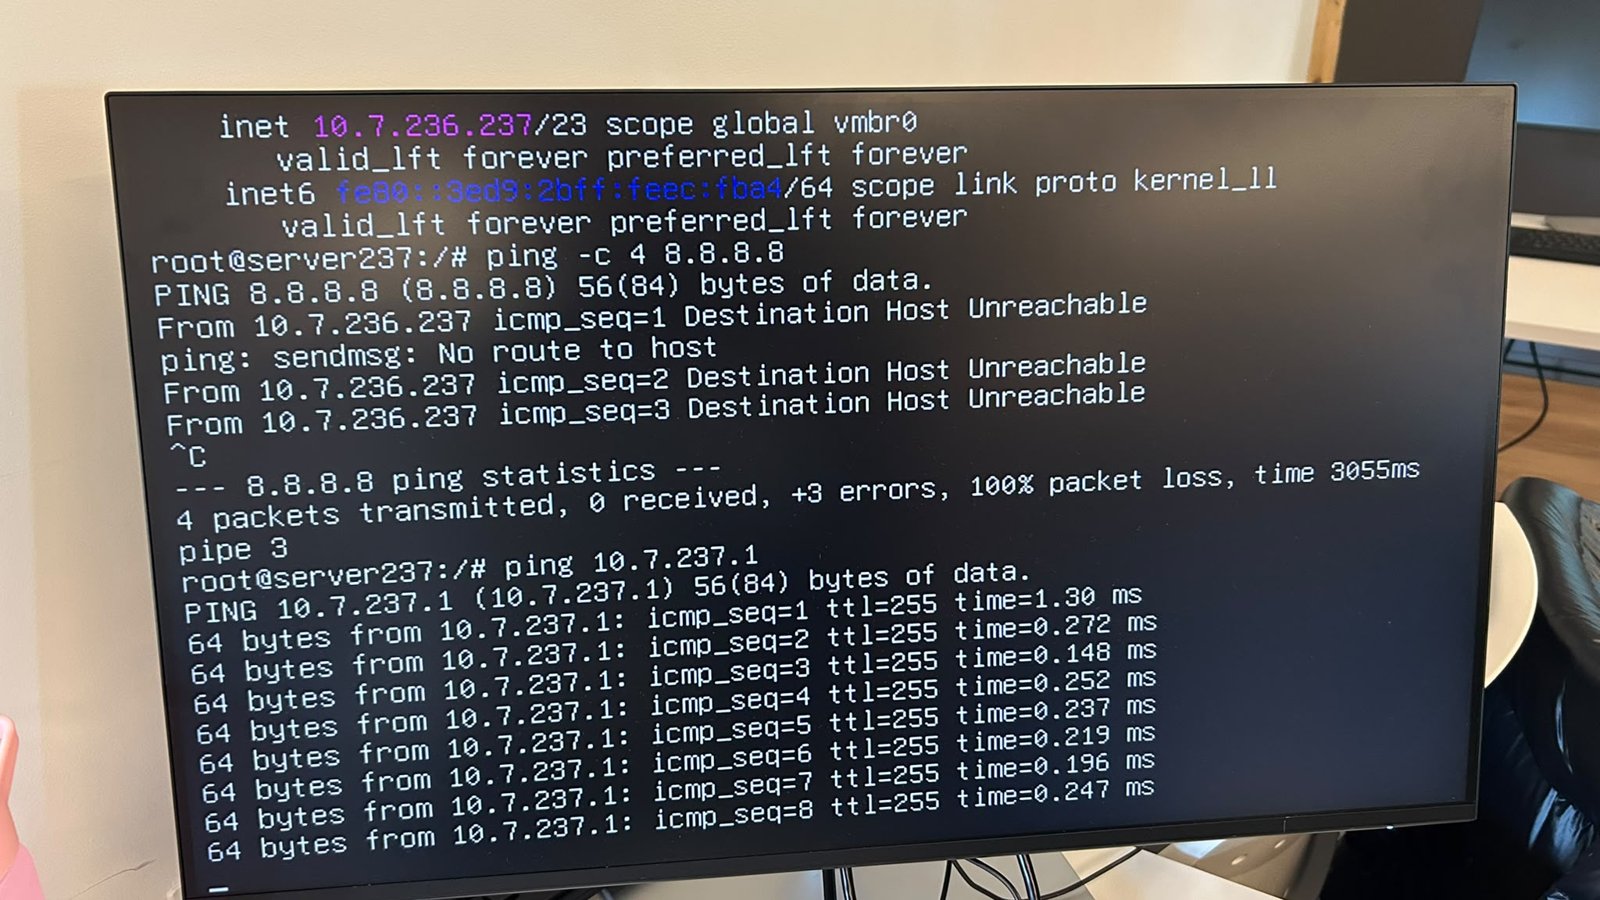 inet 10.7.236.237/23 scope global vmbr0
valid_lft forever preferred_lft forever
inet6 fe80::3ed9:2bff:feec:fba4/64 scope link proto kernel_ll
valid_lft forever preferred_lft forever
root@server237:/# ping -c 4 8.8.8.8
PING 8.8.8.8 (8.8.8.8) 56(84) bytes of data.
From 10.7.236.237 icmp_seq=1 Destination Host Unreachable
ping: sendmsg: No route to host
From 10.7.236.237 icmp_seq=2 Destination Host Unreachable
From 10.7.236.237 icmp_seq=3 Destination Host Unreachable
^C
--- 8.8.8.8 ping statistics ---
4 packets transmitted, 0 received, +3 errors, 100% packet loss, time 3055ms
pipe 3
root@server237:/# ping 10.7.237.1
PING 10.7.237.1 (10.7.237.1) 56(84) bytes of data.
64 bytes from 10.7.237.1: icmp_seq=1 ttl=255 time=1.30 ms
64 bytes from 10.7.237.1: icmp_seq=2 ttl=255 time=0.272 ms
64 bytes from 10.7.237.1: icmp_seq=3 ttl=255 time=0.148 ms
64 bytes from 10.7.237.1: icmp_seq=4 ttl=255 time=0.252 ms
64 bytes from 10.7.237.1: icmp_seq=5 ttl=255 time=0.237 ms
64 bytes from 10.7.237.1: icmp_seq=6 ttl=255 time=0.219 ms
64 bytes from 10.7.237.1: icmp_seq=7 ttl=255 time=0.196 ms
64 bytes from 10.7.237.1: icmp_seq=8 ttl=255 time=0.247 ms